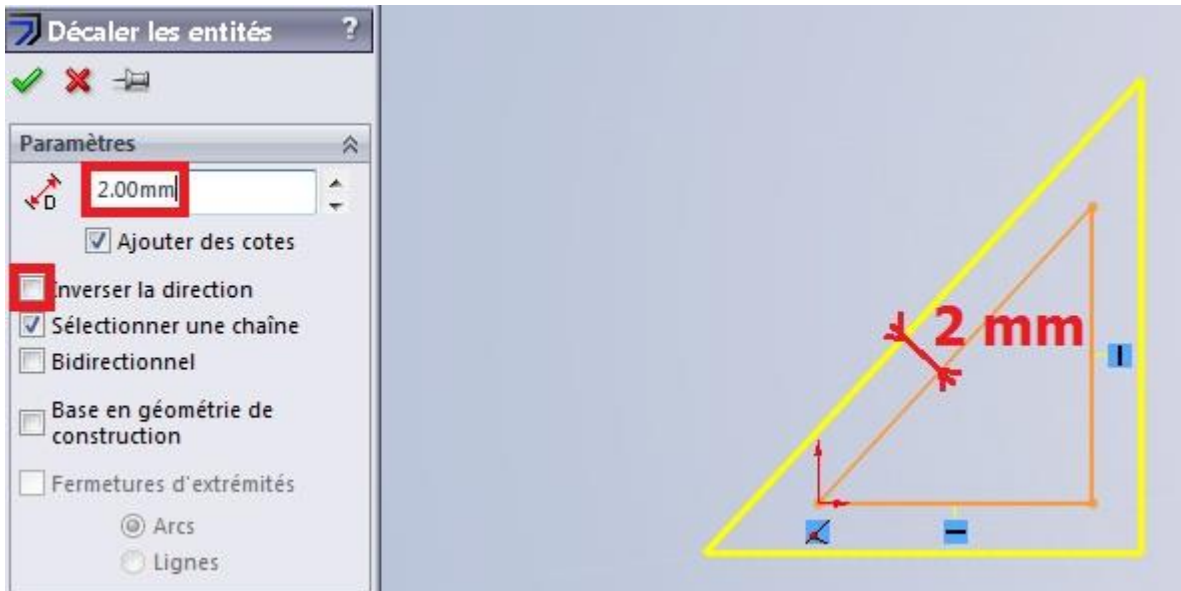 Décaler les entités ?
Paramètres
D 2.00mm
Ajouter des cotes
Inverser la direction
Sélectionner une chaîne
Bidirectionnel
Base en géométrie de
construction
Fermetures d'extrémités
Arcs
Lignes
2 mm